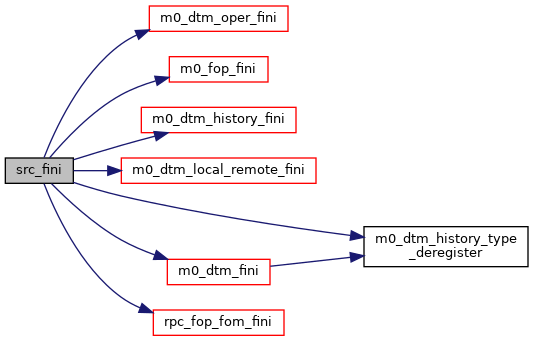 m0_dtm_oper_fini
m0_fop_fini
m0_dtm_history_fini
src_fini
m0_dtm_local_remote_fini
m0_dtm_history_type
_deregister
m0_dtm_fini
rpc_fop_fom_fini